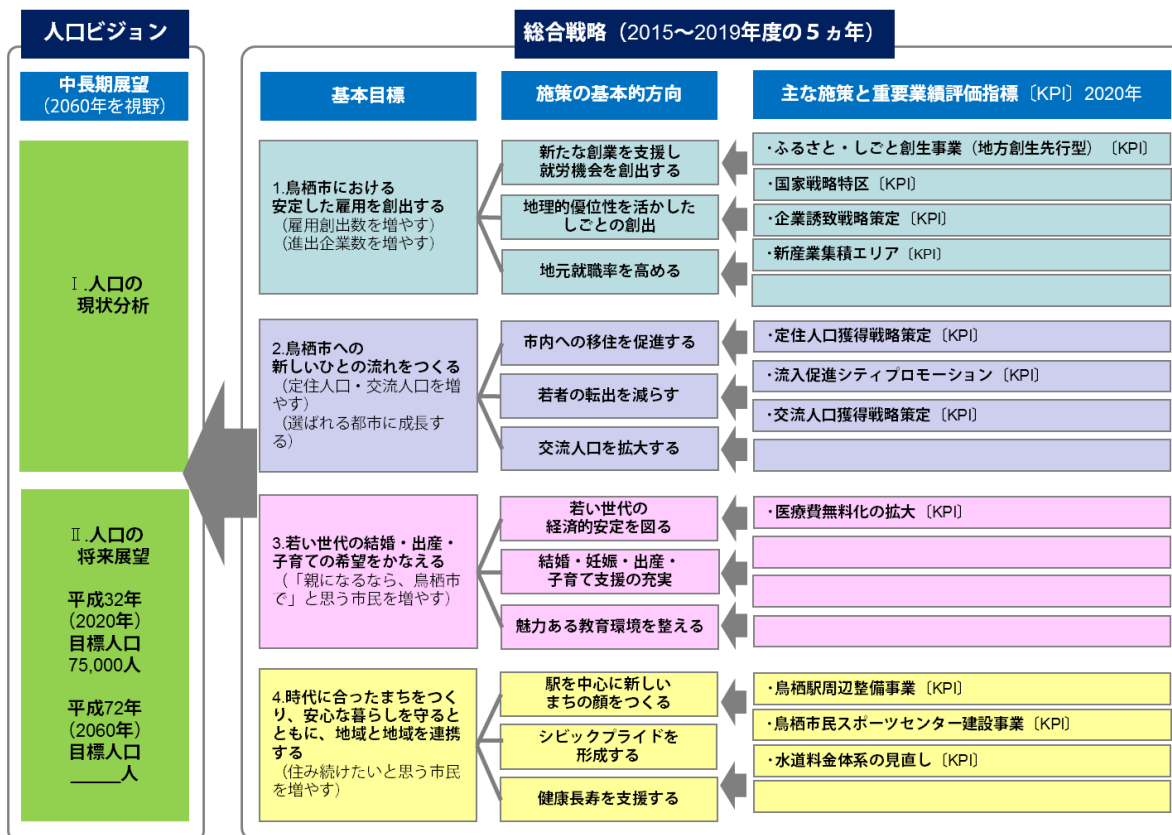 人口ビジョン
中長期展望
(2060年を視野)
Ⅰ.人口の
現状分析
Ⅱ.人口の
将来展望
平成32年
(2020年)
目標人口
75,000人
平成72年
(2060年)
目標人口
_____人
総合戦略（2015～2019年度の５ヵ年）
基本目標
施策の基本的方向
主な施策と重要業績評価指標〔KPI〕2020年
1.鳥栖市における
安定した雇用を創出する
（雇用創出数を増やす）
（進出企業数を増やす）
新たな創業を支援し
就労機会を創出する
地理的優位性を活かした
しごとの創出
地元就職率を高める
・ふるさと・しごと創生事業（地方創生先行型）〔KPI〕
・国家戦略特区〔KPI〕
・企業誘致戦略策定〔KPI〕
・新産業集積エリア〔KPI〕
2.鳥栖市への
新しいひとの流れをつくる
（定住人口・交流人口を増
やす）
（選ばれる都市に成長す
る）
市内への移住を促進する
若者の転出を減らす
交流人口を拡大する
・定住人口獲得戦略策定〔KPI〕
・流入促進シティプロモーション〔KPI〕
・交流人口獲得戦略策定〔KPI〕
3.若い世代の結婚・出産・
子育ての希望をかなえる
（「親になるなら、鳥栖市
で」と思う市民を増やす）
若い世代の
経済的安定を図る
結婚・妊娠・出産・
子育て支援の充実
魅力ある教育環境を整える
・医療費無料化の拡大〔KPI〕
4.時代に合ったまちをつく
り、安心な暮らしを守ると
ともに、地域と地域を連携
する
（住み続けたいと思う市民
を増やす）
駅を中心に新しい
まちの顔をつくる
シビックプライドを
形成する
健康長寿を支援する
・鳥栖駅周辺整備事業〔KPI〕
・鳥栖市民スポーツセンター建設事業〔KPI〕
・水道料金体系の見直し〔KPI〕